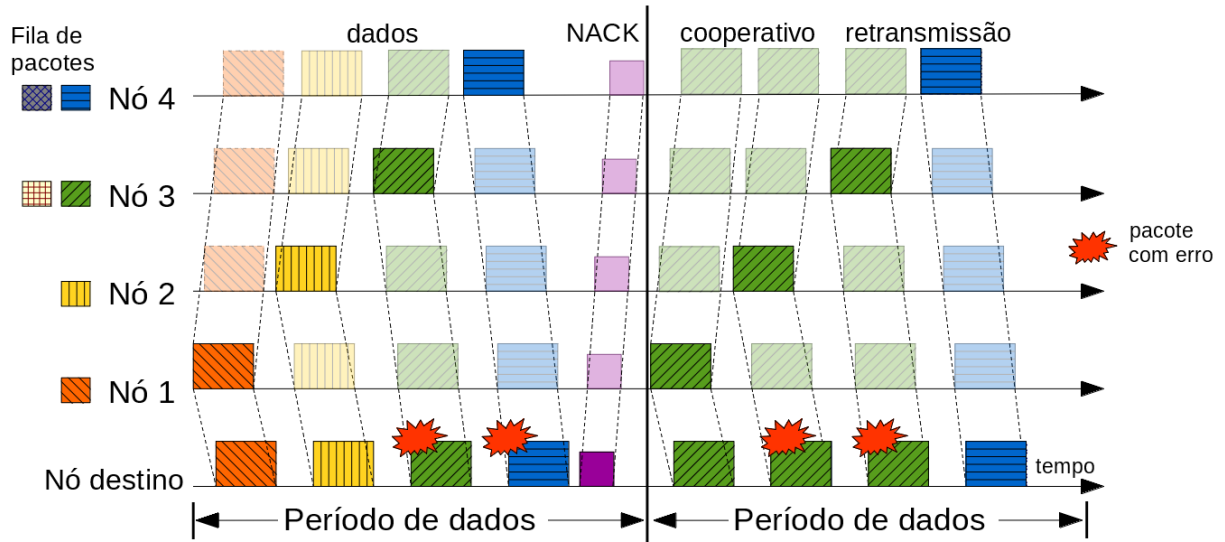 Fila de
pacotes
dados
NACK
cooperativo
retransmissão
Nó 4
Nó 3
pacote
com erro
Nó 2
Nó 1
Nó destino
tempo
Período de dados
Período de dados